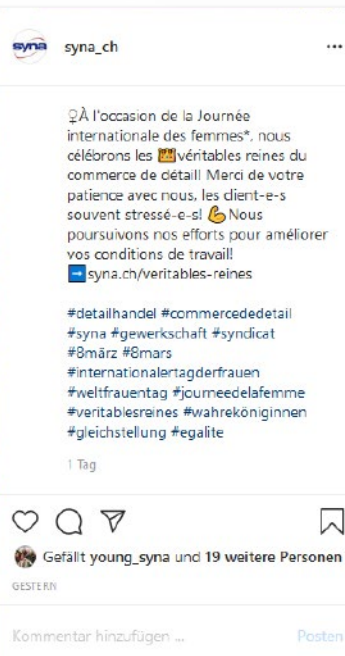 syna syna_ch ...
♀À l'occasion de la Journée
internationale des femmes*, nous
célébrons les 👑véritables reines du
commerce de détail! Merci de votre
patience avec nous, les client-e-s
souvent stressé-e-s! 💪Nous
poursuivons nos efforts pour améliorer
vos conditions de travail!
➡️syna.ch/veritables-reines
#detailhandel #commercededetail
#syna #gewerkschaft #syndicat
#8märz #8mars
#internationalertagderfrauen
#weltfrauentag #journeedelafemme
#veritablesreines #wahreköniginnen
#gleichstellung #egalite
1 Tag
Gefällt young_syna und 19 weitere Personen
GESTERN
Kommentar hinzufügen ... Posten